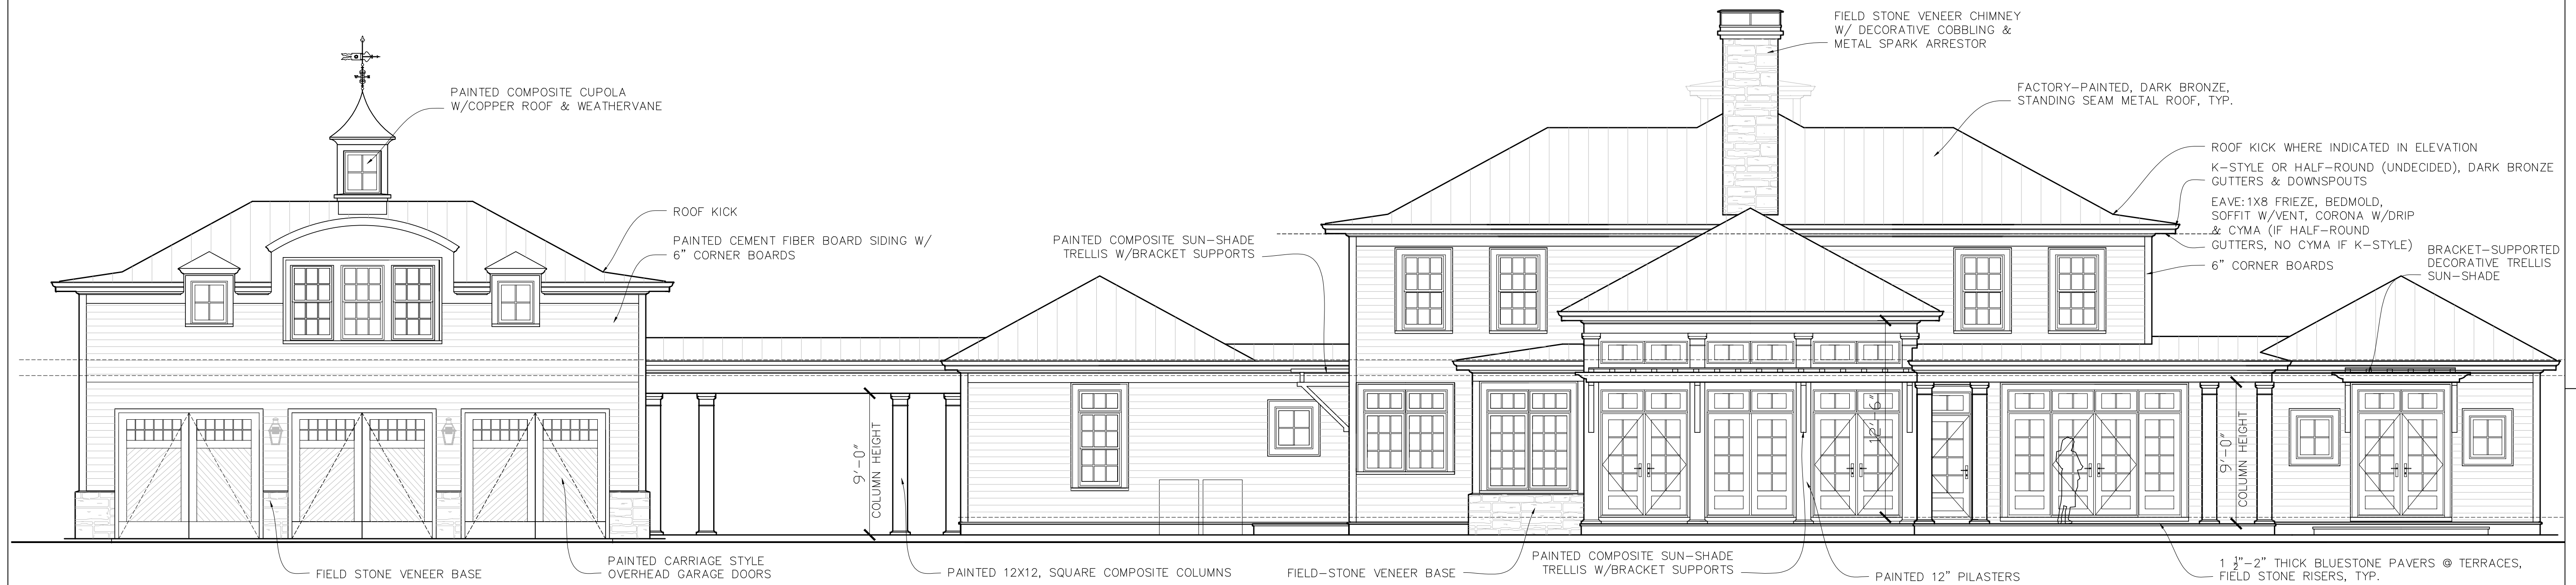 PAINTED COMPOSITE CUPOLA
W/COPPER ROOF & WEATHERVANE
ROOF KICK
PAINTED CEMENT FIBER BOARD SIDING W/
6" CORNER BOARDS
PAINTED COMPOSITE SUN-SHADE
TRELLIS W/BRACKET SUPPORTS
FIELD STONE VENEER CHIMNEY
W/ DECORATIVE COBBLING &
METAL SPARK ARRESTOR
FACTORY-PAINTED, DARK BRONZE,
STANDING SEAM METAL ROOF, TYP.
ROOF KICK WHERE INDICATED IN ELEVATION
K-STYLE OR HALF-ROUND (UNDECIDED), DARK BRONZE
GUTTERS & DOWNSPOUTS
EAVE: 1X8 FRIEZE, BEDMOLD,
SOFFIT W/VENT, CORONA W/DRIP
& CYMA (IF HALF-ROUND
GUTTERS, NO CYMA IF K-STYLE)
6" CORNER BOARDS
BRACKET-SUPPORTED
DECORATIVE TRELLIS
SUN-SHADE
9'-0"
COLUMN HEIGHT
12'-6"
9'-0"
COLUMN HEIGHT
FIELD STONE VENEER BASE
PAINTED CARRIAGE STYLE
OVERHEAD GARAGE DOORS
PAINTED 12X12, SQUARE COMPOSITE COLUMNS
FIELD-STONE VENEER BASE
PAINTED COMPOSITE SUN-SHADE
TRELLIS W/BRACKET SUPPORTS
PAINTED 12" PILASTERS
1 1/2"-2" THICK BLUESTONE PAVERS @ TERRACES,
FIELD STONE RISERS, TYP.